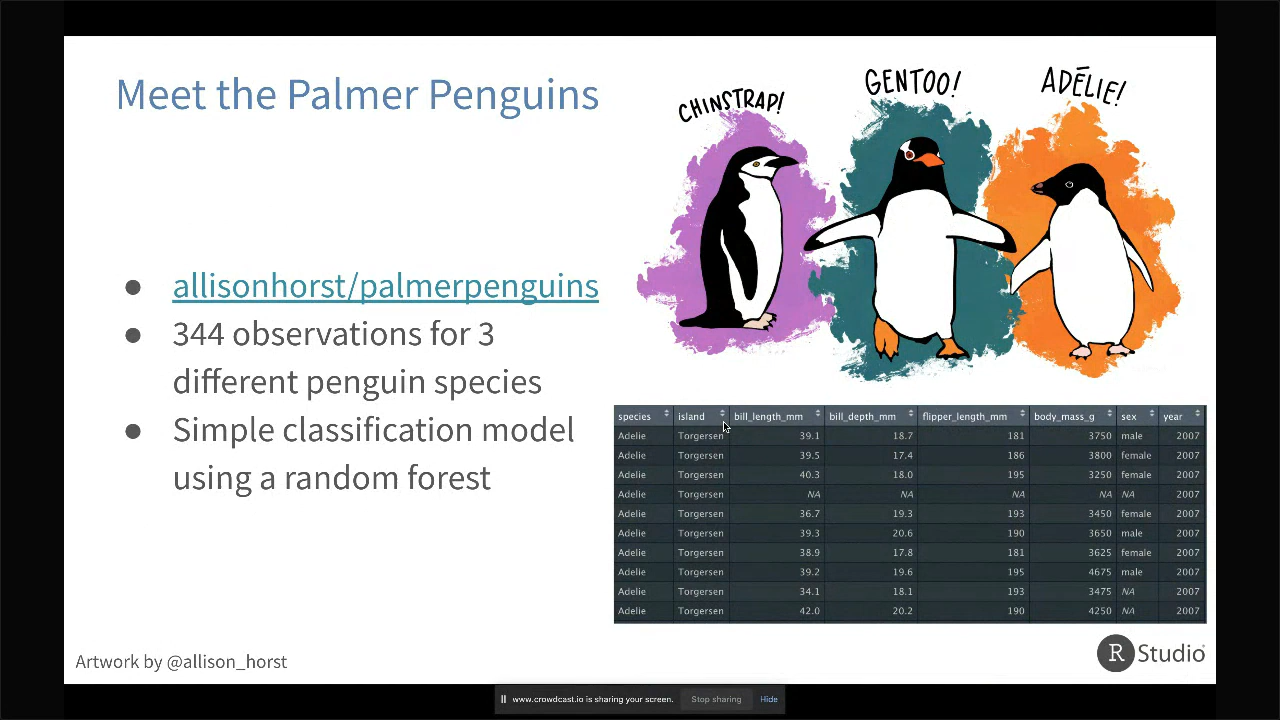 Meet the Palmer Penguins
CHINSTRAP!
GENTOO!
ADÉLIE!
allisonhorst/palmerpenguins
344 observations for 3
different penguin species
Simple classification model
using a random forest
species island bill_length_mm bill_depth_mm flipper_length_mm body_mass_g sex year
Adelie Torgersen 39.1 18.7 181 3750 male 2007
Adelie Torgersen 39.5 17.4 186 3800 female 2007
Adelie Torgersen 40.3 18.0 195 3250 female 2007
Adelie Torgersen NA NA NA NA NA 2007
Adelie Torgersen 36.7 19.3 193 3450 female 2007
Adelie Torgersen 39.3 20.6 190 3650 male 2007
Adelie Torgersen 38.9 17.8 181 3625 female 2007
Adelie Torgersen 39.2 19.6 195 4675 male 2007
Adelie Torgersen 34.1 18.1 193 3475 NA 2007
Adelie Torgersen 42.0 20.2 190 4250 NA 2007
Artwork by @allison_horst
R Studio
www.crowdcast.io is sharing your screen. Stop sharing Hide